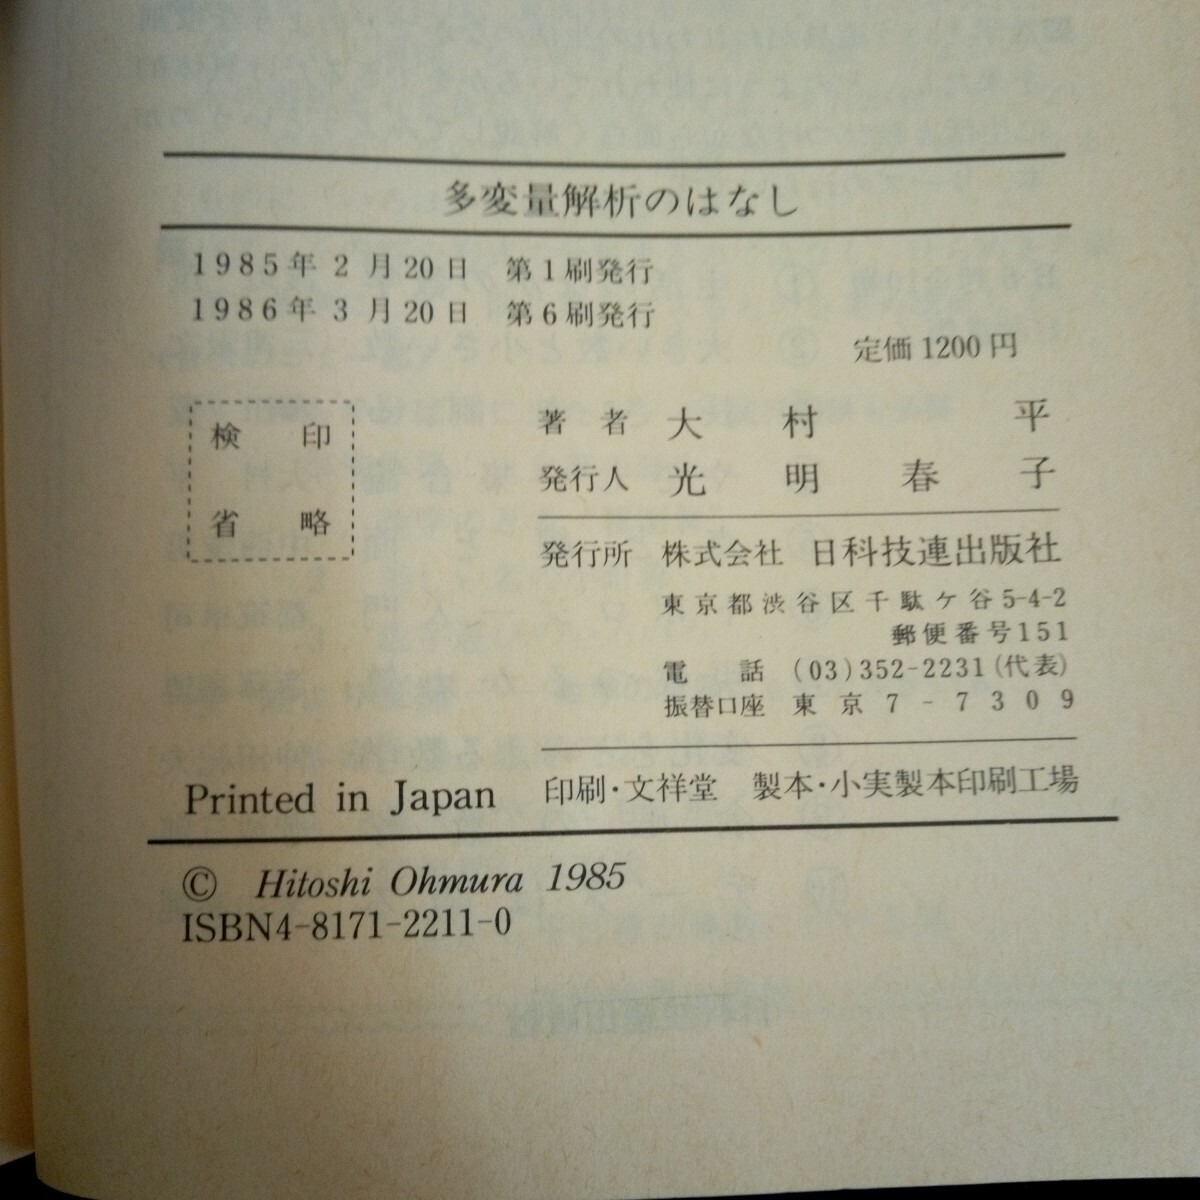 多変量解析のはなし
1985年2月20日 第1刷発行
1986年3月20日 第6刷発行
定価1200円
検印
省略
著者 大村平
発行人 光明春子
発行所 株式会社 日科技連出版社
東京都渋谷区千駄ケ谷5-4-2
郵便番号151
電話 (03)352-2231(代表)
振替口座 東京7-7309
Printed in Japan 印刷・文祥堂 製本・小実製本印刷工場
© Hitoshi Ohmura 1985
ISBN4-8171-2211-0